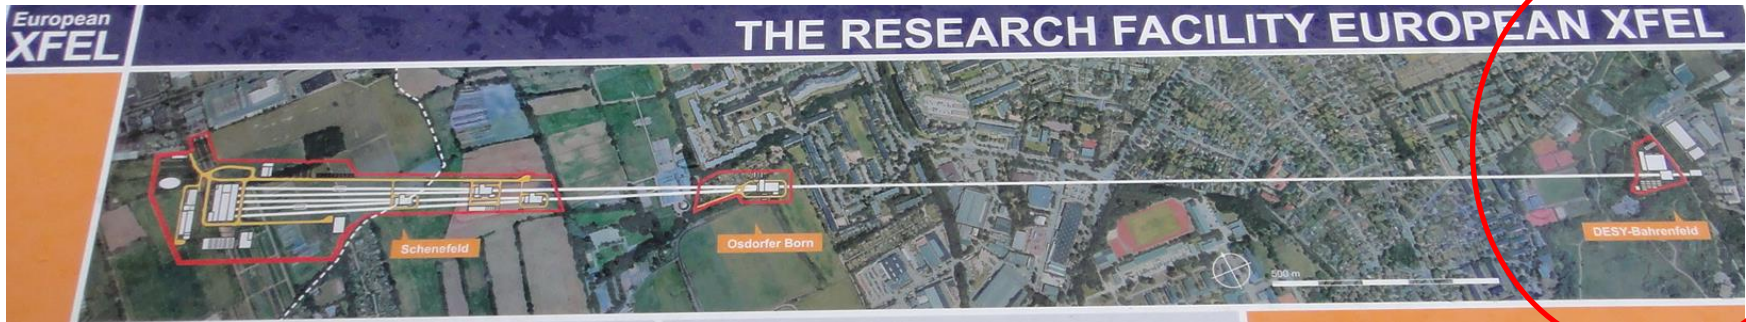 European
XFEL
THE RESEARCH FACILITY EUROPEAN XFEL
Schenefeld
Osdorfer Born
DESY-Bahrenfeld
500 m